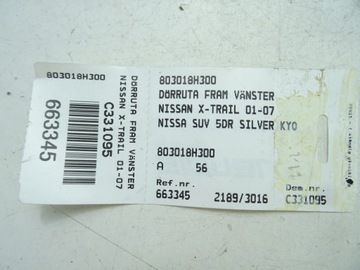 803018H300
DÖRRUTA FRAM VÄNSTER
NISSAN X-TRAIL 01-07
C331095
663345
803018H300
DÖRRUTA FRAM VÄNSTER
NISSAN X-TRAIL 01-07
NISSA SUV 5DR SILVER KYO
803018H300
A 56
Ref.nr. Dem.nr.
663345 2189/3016 C331095